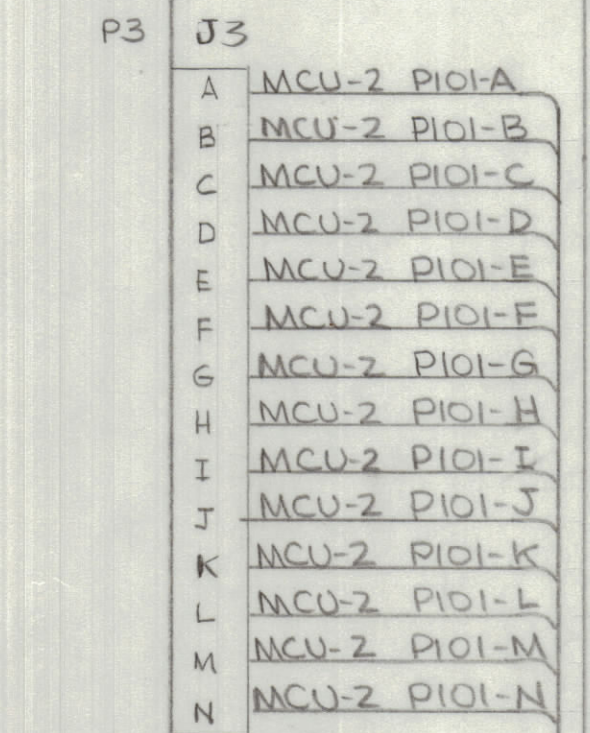 P3 J3
A MCU-2 P101-A
B MCU-2 P101-B
C MCU-2 P101-C
D MCU-2 P101-D
E MCU-2 P101-E
F MCU-2 P101-F
G MCU-2 P101-G
H MCU-2 P101-H
I MCU-2 P101-I
J MCU-2 P101-J
K MCU-2 P101-K
L MCU-2 P101-L
M MCU-2 P101-M
N MCU-2 P101-N